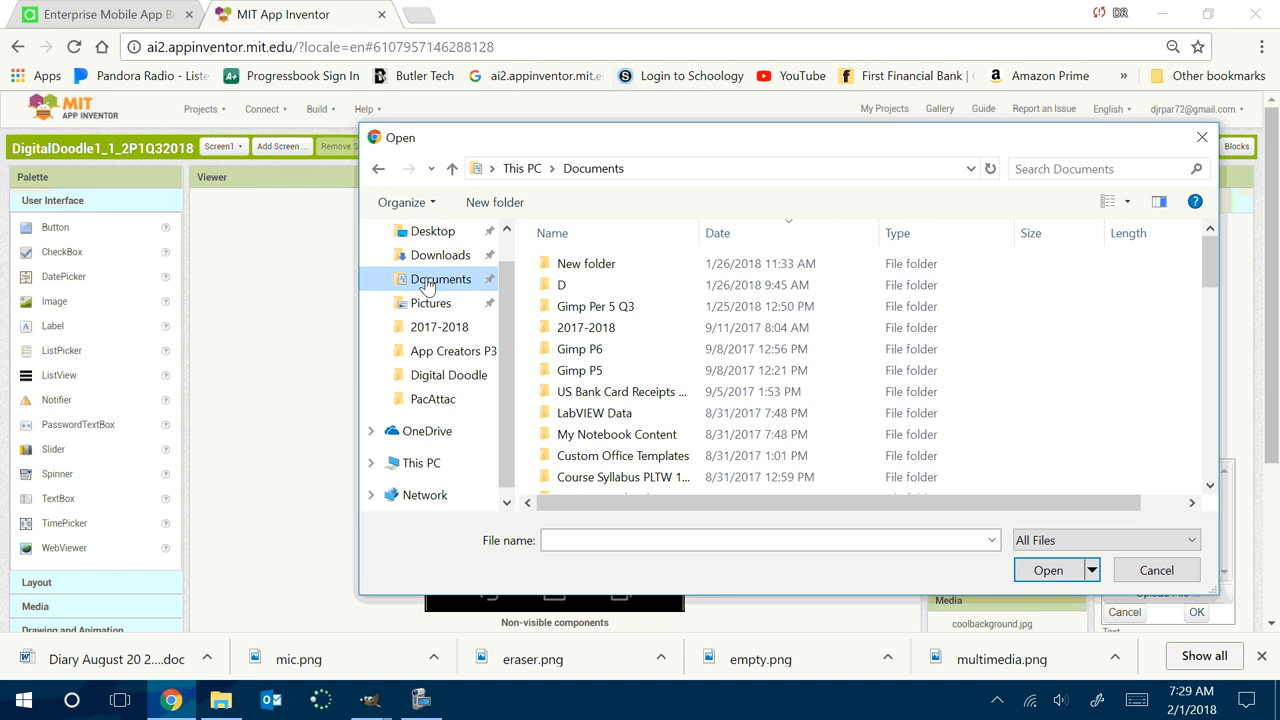 Enterprise Mobile App Bu
MIT App Inventor
DR
ai2.appinventor.mit.edu/?locale=en#6107957146288128
Apps
Pandora Radio - Liste
Progressbook Sign In
Butler Tech
ai2.appinventor.mit.e
Login to Schoology
YouTube
First Financial Bank |
Amazon Prime
»
Other bookmarks
MIT
APP INVENTOR
Projects
Connect
Build
Help
My Projects
Gallery
Guide
Report an Issue
English
djrpar72@gmail.com
DigitalDoodle1_1_2P1Q32018
Screen1
Add Screen ...
Remove S
Blocks
Palette
Viewer
User Interface
Button
CheckBox
DatePicker
Image
Label
ListPicker
ListView
Notifier
PasswordTextBox
Slider
Spinner
TextBox
TimePicker
WebViewer
Layout
Media
Drawing and Animation
Open
This PC > Documents
Search Documents
Organize
New folder
Desktop
Downloads
Documents
Pictures
2017-2018
App Creators P3
Digital Doodle
PacAttac
OneDrive
This PC
Network
Name Date Type Size Length
New folder 1/26/2018 11:33 AM File folder
D 1/26/2018 9:45 AM File folder
Gimp Per 5 Q3 1/25/2018 12:50 PM File folder
2017-2018 9/11/2017 8:04 AM File folder
Gimp P6 9/8/2017 12:56 PM File folder
Gimp P5 9/8/2017 12:21 PM File folder
US Bank Card Receipts ... 9/5/2017 1:53 PM File folder
LabVIEW Data 8/31/2017 7:48 PM File folder
My Notebook Content 8/31/2017 7:48 PM File folder
Custom Office Templates 8/31/2017 1:01 PM File folder
Course Syllabus PLTW 1... 8/31/2017 12:59 PM File folder
File name:
All Files
Open
Cancel
Non-visible components
Media
coolbackground.jpg
Upload File ...
Cancel
OK
Text
Diary August 20 2....doc
mic.png
eraser.png
empty.png
multimedia.png
Show all
7:29 AM
2/1/2018